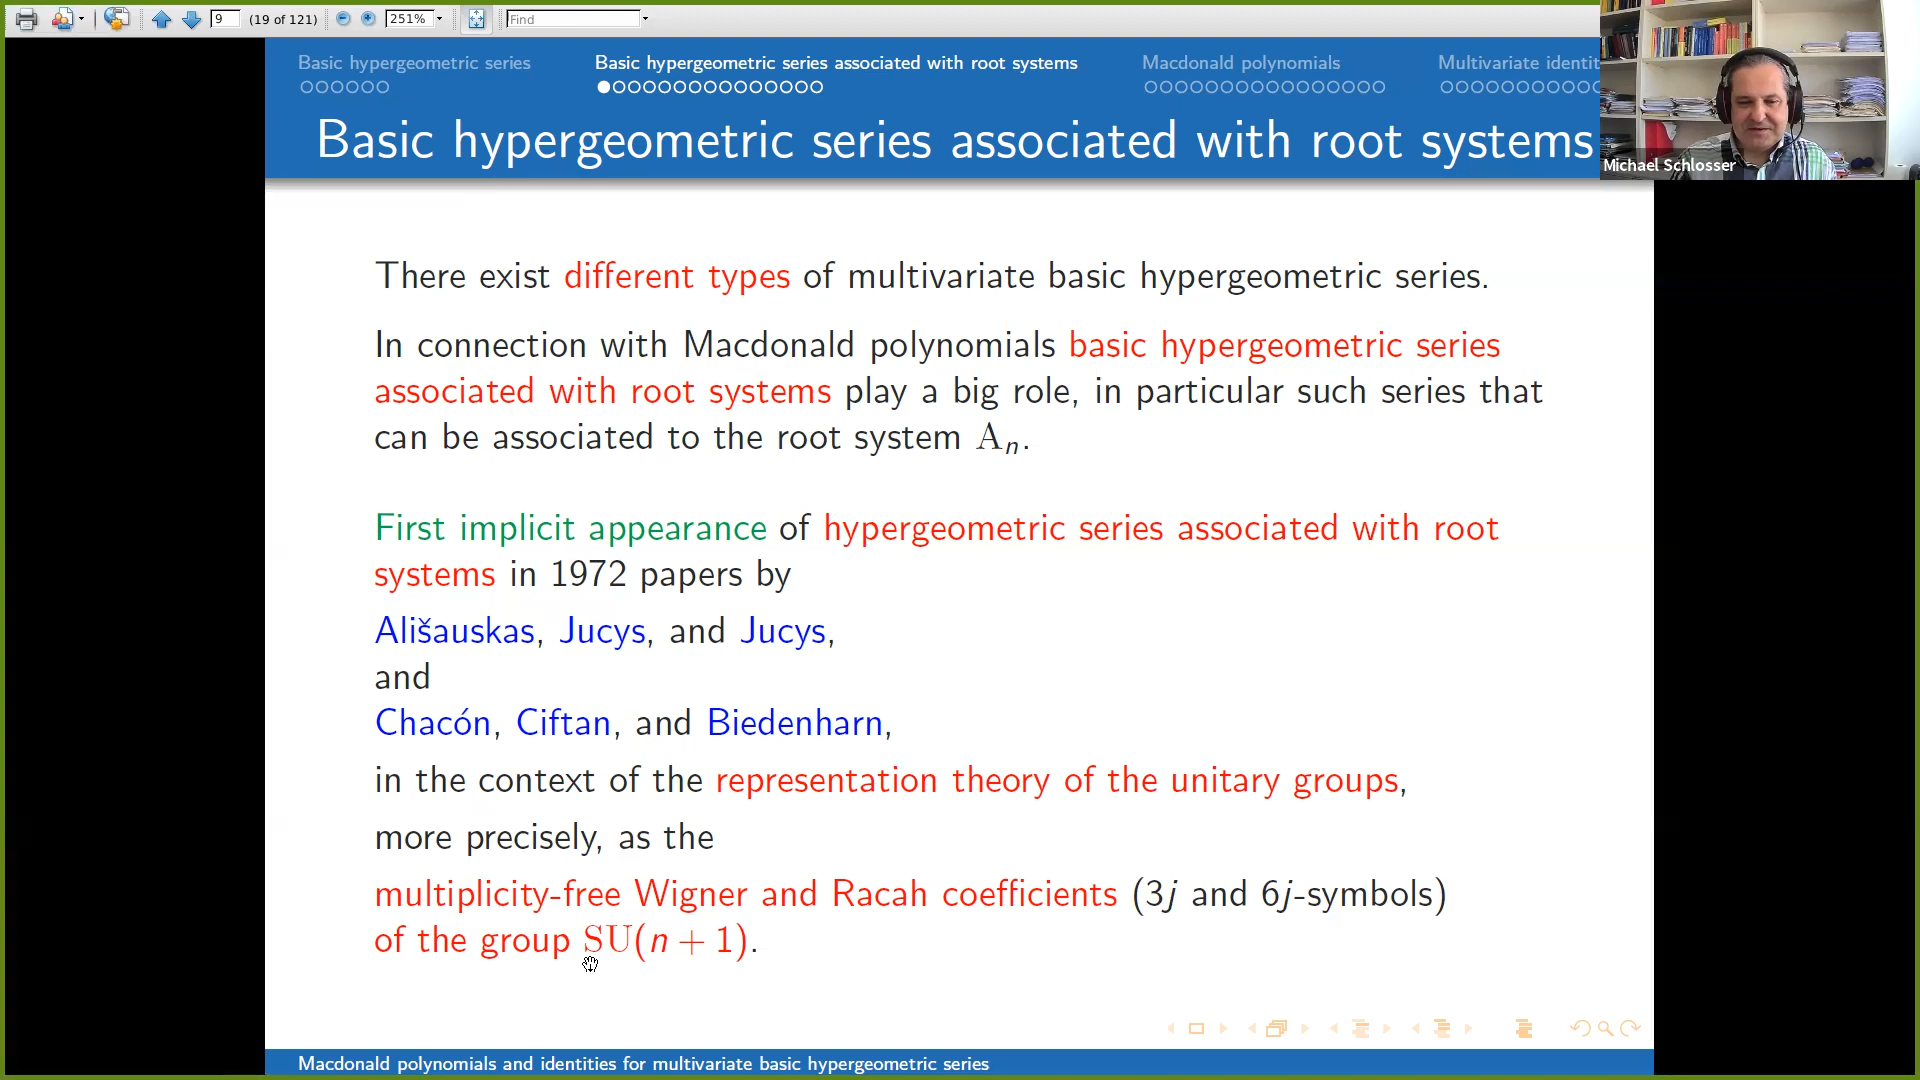 9 (19 of 121) 251% Find
Basic hypergeometric series Basic hypergeometric series associated with root systems Macdonald polynomials Multivariate identit
Basic hypergeometric series associated with root systems
Michael Schlosser
There exist different types of multivariate basic hypergeometric series.
In connection with Macdonald polynomials basic hypergeometric series
associated with root systems play a big role, in particular such series that
can be associated to the root system Aₙ.
First implicit appearance of hypergeometric series associated with root
systems in 1972 papers by
Ališauskas, Jucys, and Jucys,
and
Chacón, Ciftan, and Biedenharn,
in the context of the representation theory of the unitary groups,
more precisely, as the
multiplicity-free Wigner and Racah coefficients (3j and 6j-symbols)
of the group SU(n + 1).
Macdonald polynomials and identities for multivariate basic hypergeometric series